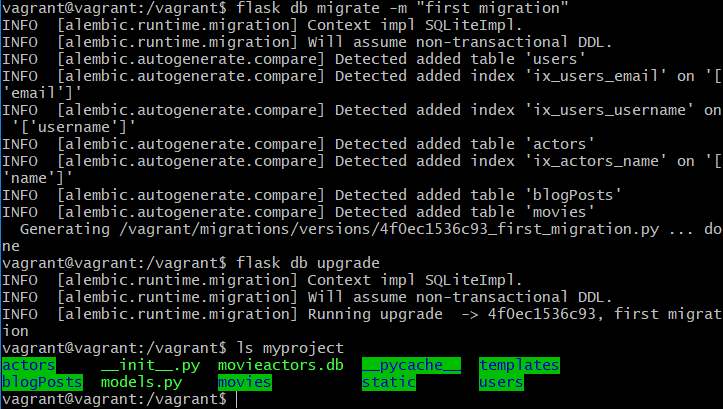 vagrant@vagrant:/vagrant$ flask db migrate -m "first migration"
INFO  [alembic.runtime.migration] Context impl SQLiteImpl.
INFO  [alembic.runtime.migration] Will assume non-transactional DDL.
INFO  [alembic.autogenerate.compare] Detected added table 'users'
INFO  [alembic.autogenerate.compare] Detected added index 'ix_users_email' on '[
'email']'
INFO  [alembic.autogenerate.compare] Detected added index 'ix_users_username' on
 '['username']'
INFO  [alembic.autogenerate.compare] Detected added table 'actors'
INFO  [alembic.autogenerate.compare] Detected added index 'ix_actors_name' on '[
'name']'
INFO  [alembic.autogenerate.compare] Detected added table 'blogPosts'
INFO  [alembic.autogenerate.compare] Detected added table 'movies'
  Generating /vagrant/migrations/versions/4f0ec1536c93_first_migration.py ... do
ne
vagrant@vagrant:/vagrant$ flask db upgrade
INFO  [alembic.runtime.migration] Context impl SQLiteImpl.
INFO  [alembic.runtime.migration] Will assume non-transactional DDL.
INFO  [alembic.runtime.migration] Running upgrade  -> 4f0ec1536c93, first migrat
ion
vagrant@vagrant:/vagrant$ ls myproject
actors     __init__.py  movieactors.db  __pycache__  templates
blogPosts  models.py    movies          static       users
vagrant@vagrant:/vagrant$